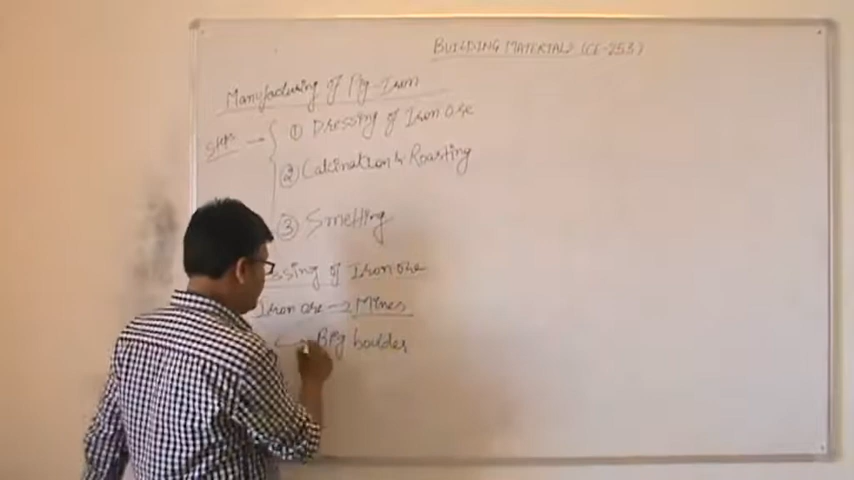 BUILDING MATERIALS (CE-253)
Manufacturing of Pig-Iron
Steps → ① Dressing of Iron Ore
② Calcination & Roasting
③ Smelting
ssing of Iron ore
Iron ore → Mines
Big boulder